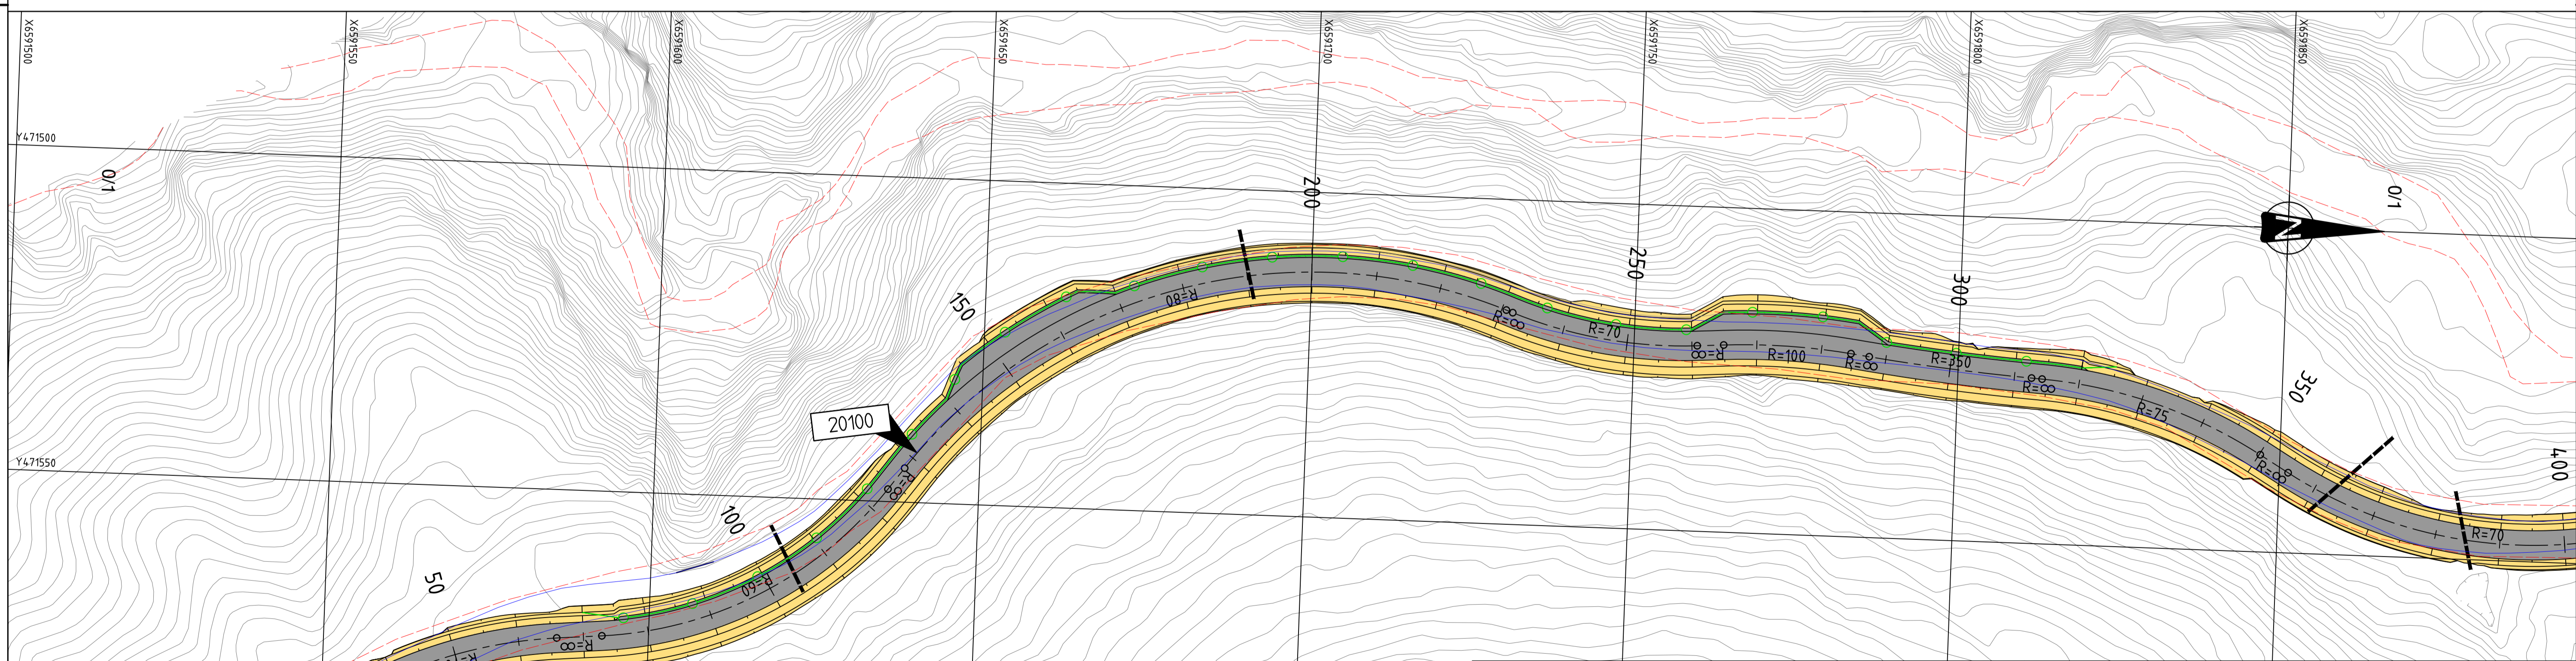 X6591500
X6591550
X6591600
X6591650
X6591700
X6591750
X6591800
X6591850
Y471500
0/1
0/1
N
200
250
300
150
R=80
R=∞
R=70
R=∞
R=100
R=∞
R=350
R=∞
R=75
350
20100
Y471550
R=∞
R=∞
400
100
R=70
50
R=60
R=∞
R=